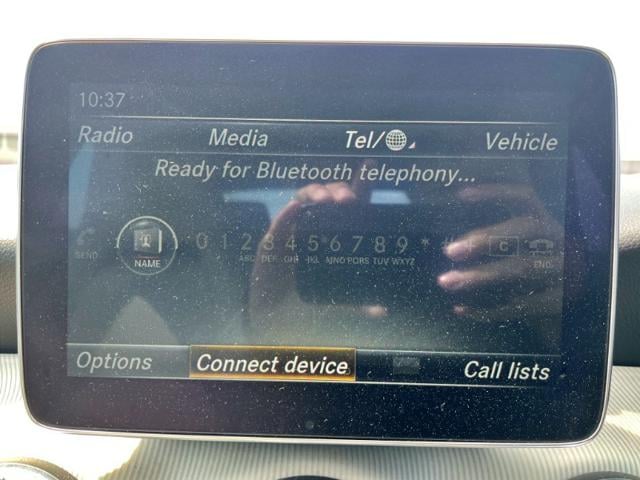 10:37
Radio Media Tel/ Vehicle
Ready for Bluetooth telephony...
SEND NAME 0 1 2 3 4 5 6 7 8 9 * # + C END
ABC DEF GHI JKL MNO PQRS TUV WXYZ
Options Connect device Call lists